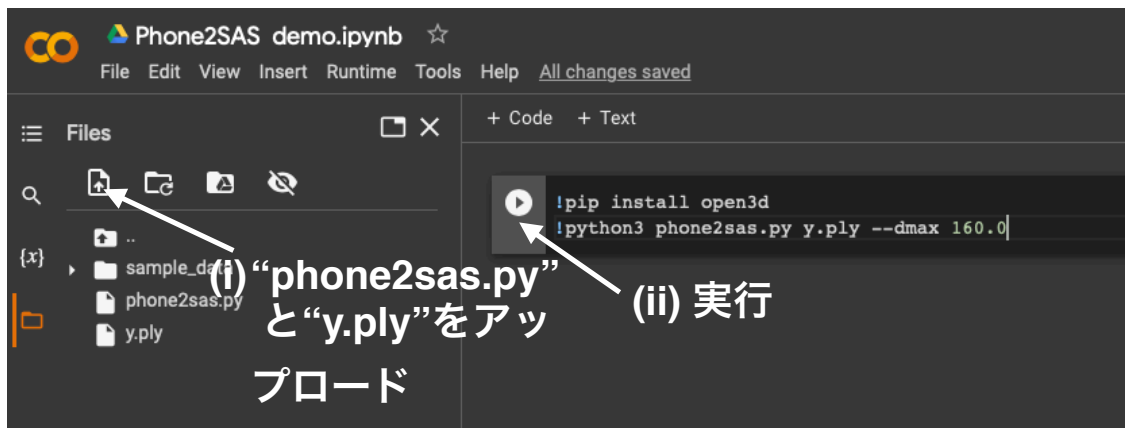 CO
Phone2SAS demo.ipynb
File Edit View Insert Runtime Tools Help All changes saved
Files
+ Code + Text
!pip install open3d
!python3 phone2sas.py y.ply --dmax 160.0
{x}
..
sample_data
phone2sas.py
y.ply
(i) “phone2sas.py”
と“y.ply”をアッ
プロード
(ii) 実行